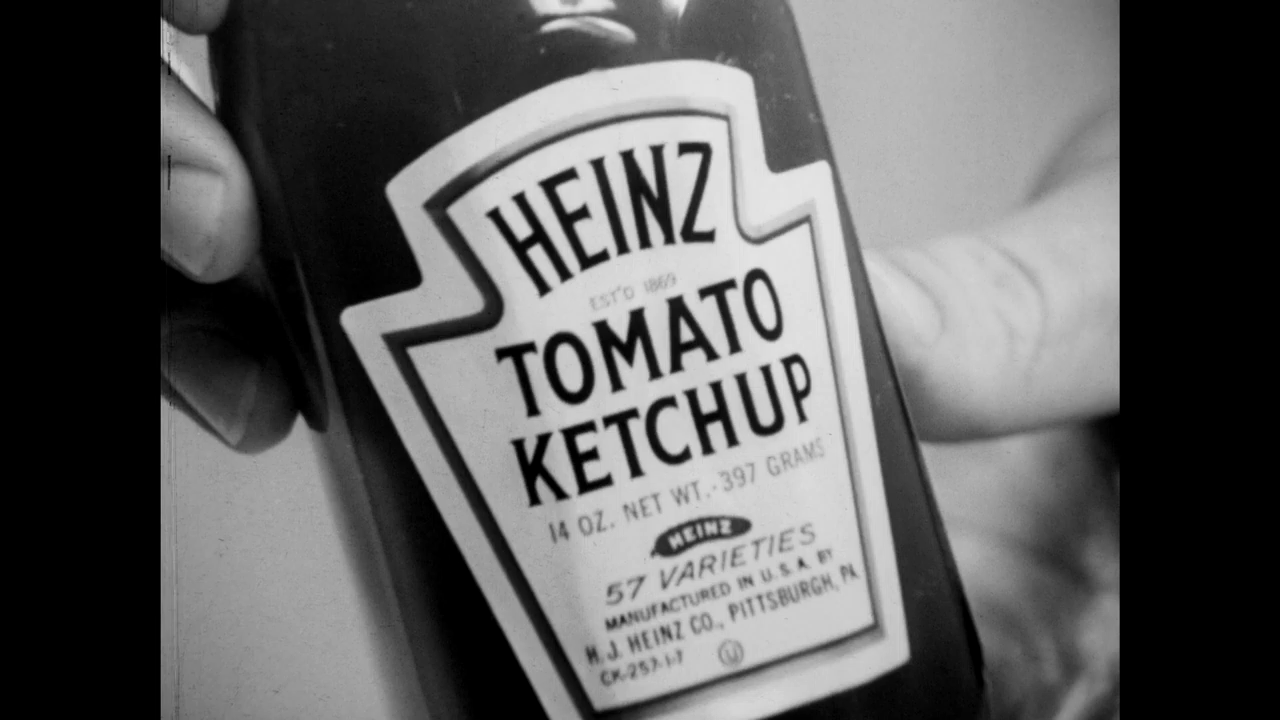 HEINZ
EST'D 1869
TOMATO
KETCHUP
14 OZ. NET WT.-397 GRAMS
HEINZ
57 VARIETIES
MANUFACTURED IN U.S.A. BY
H.J. HEINZ CO., PITTSBURGH, PA.
CK-257-1-7
U